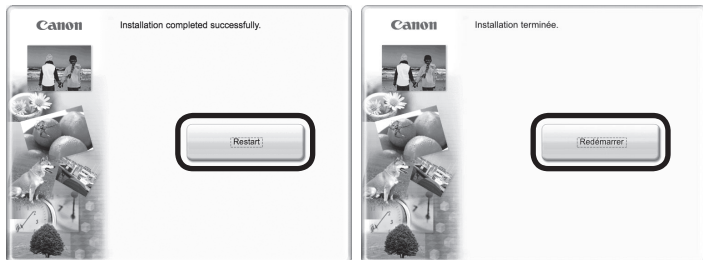 Canon
Installation completed successfully.
Restart
Canon
Installation terminée.
Redémarrer